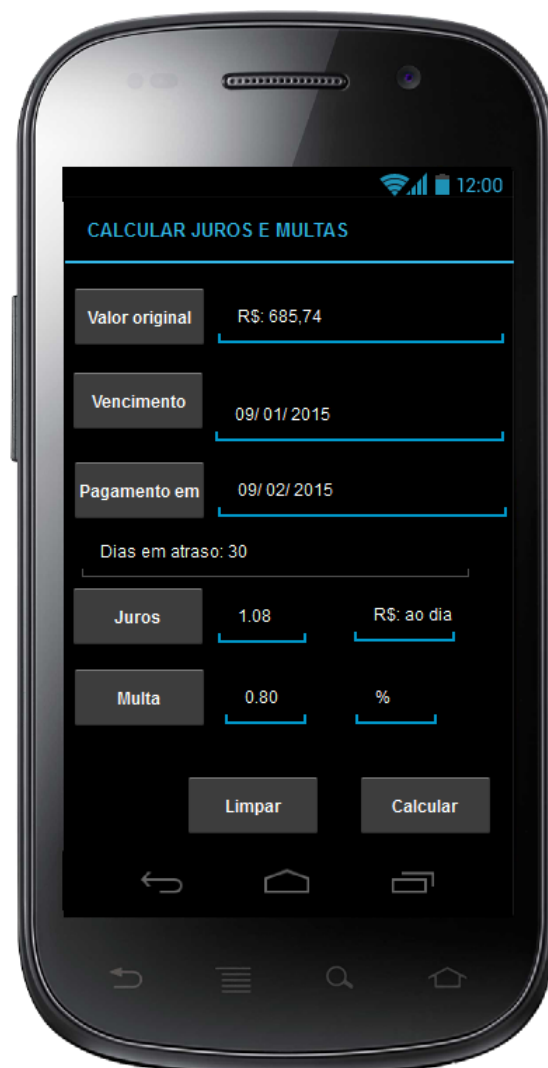 12:00
CALCULAR JUROS E MULTAS
Valor original R$: 685,74
Vencimento 09/ 01/ 2015
Pagamento em 09/ 02/ 2015
Dias em atraso: 30
Juros 1.08 R$: ao dia
Multa 0.80 %
Limpar Calcular